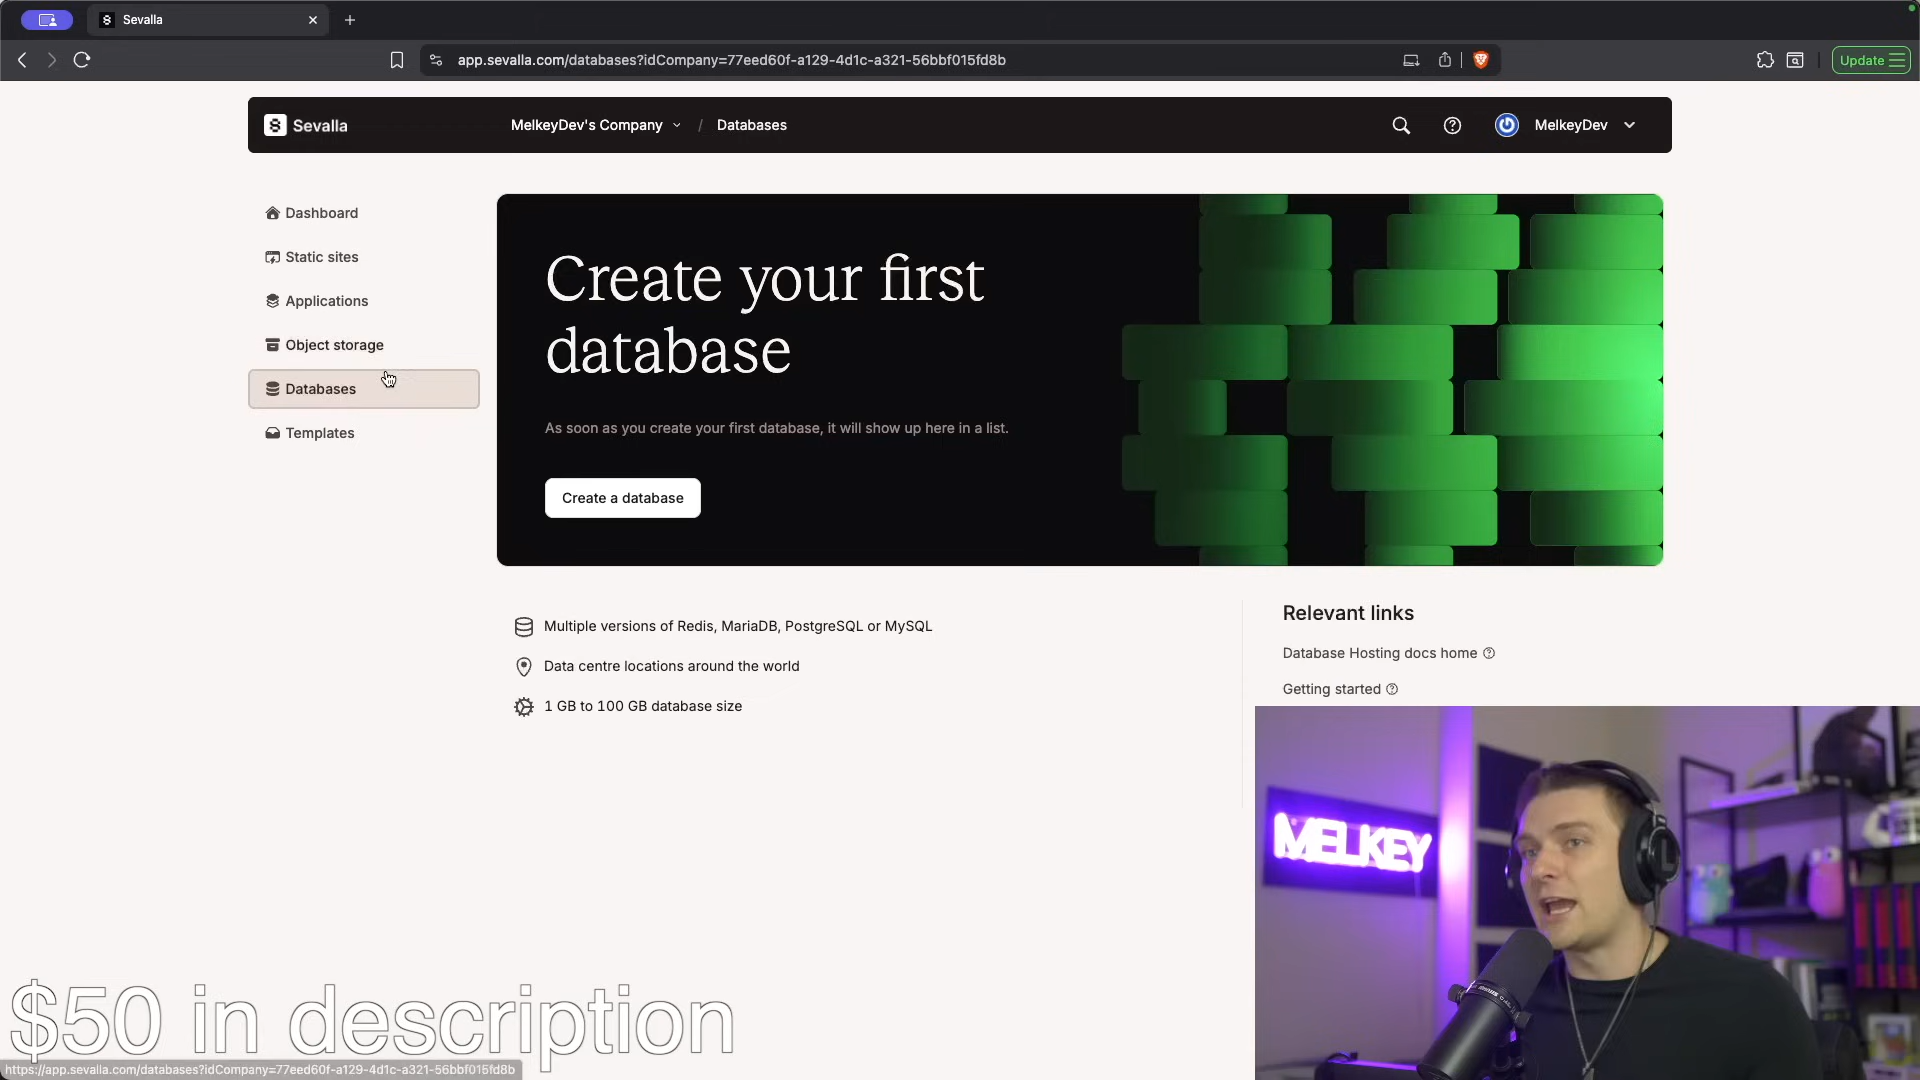 Sevalla
app.sevalla.com/databases?idCompany=77eed60f-a129-4d1c-a321-56bbf015fd8b
Update
Sevalla
MelkeyDev's Company / Databases
MelkeyDev
Dashboard
Static sites
Applications
Object storage
Databases
Templates
Create your first
database
As soon as you create your first database, it will show up here in a list.
Create a database
Multiple versions of Redis, MariaDB, PostgreSQL or MySQL
Data centre locations around the world
1 GB to 100 GB database size
Relevant links
Database Hosting docs home
Getting started
MELKEY
$50 in description
https://app.sevalla.com/databases?idCompany=77eed60f-a129-4d1c-a321-56bbf015fd8b